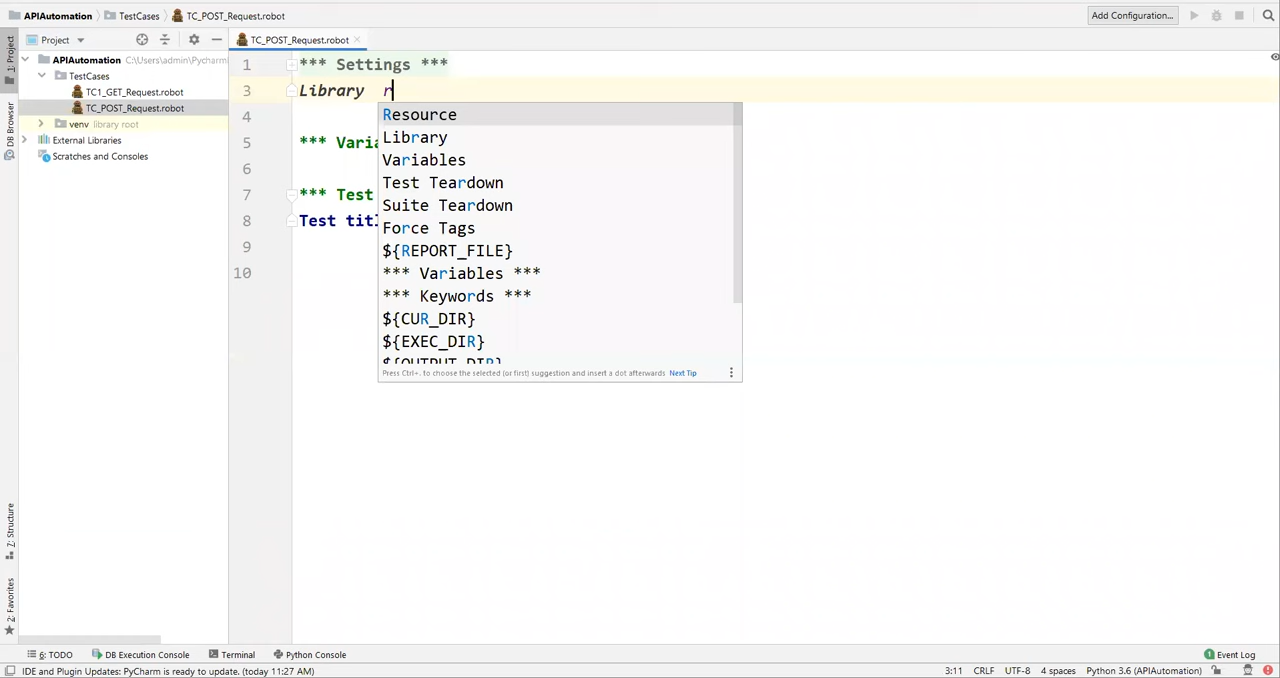 APIAutomation TestCases TC_POST_Request.robot Add Configuration...
Project TC_POST_Request.robot
1: Project
DB Browser
Z: Structure
2: Favorites
APIAutomation C:\Users\admin\Pycharm
TestCases
TC1_GET_Request.robot
TC_POST_Request.robot
venv library root
External Libraries
Scratches and Consoles
1 *** Settings ***
3 Library r
4
5 *** Varia
6
7 *** Test
8 Test titl
9
10
Resource
Library
Variables
Test Teardown
Suite Teardown
Force Tags
${REPORT_FILE}
*** Variables ***
*** Keywords ***
${CUR_DIR}
${EXEC_DIR}
${OUTPUT_DIR}
Press Ctrl+. to choose the selected (or first) suggestion and insert a dot afterwards Next Tip
6: TODO DB Execution Console Terminal Python Console 1 Event Log
IDE and Plugin Updates: PyCharm is ready to update. (today 11:27 AM) 3:11 CRLF UTF-8 4 spaces Python 3.6 (APIAutomation)